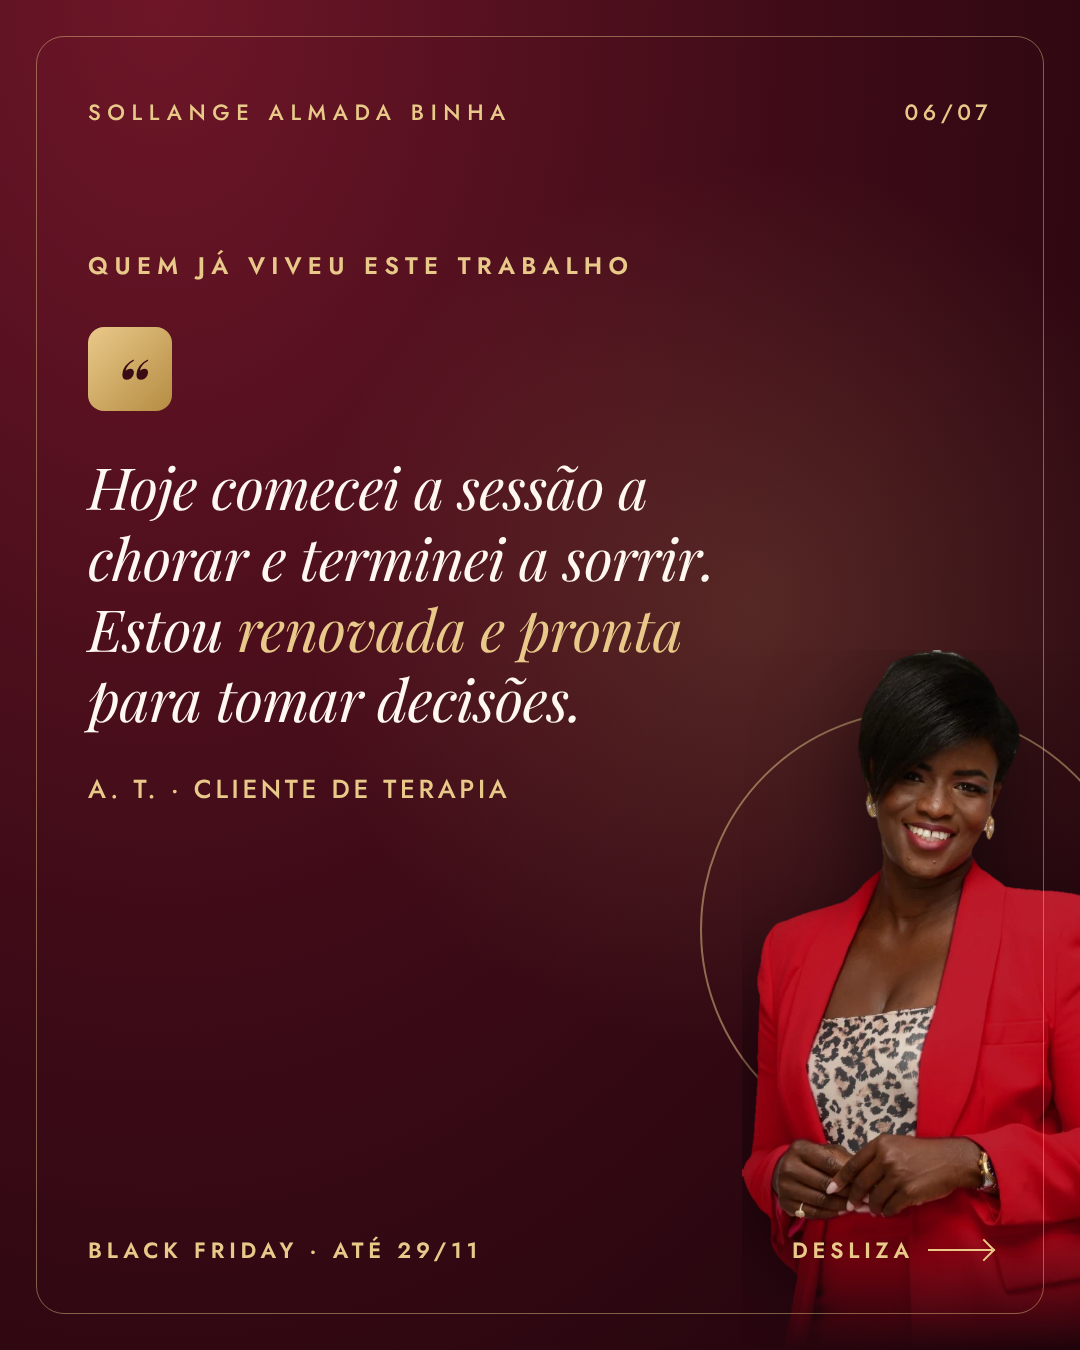 SOLLANGE ALMADA BINHA
06/07
QUEM JÁ VIVEU ESTE TRABALHO
“
Hoje comecei a sessão a
chorar e terminei a sorrir.
Estou renovada e pronta
para tomar decisões.
A. T. · CLIENTE DE TERAPIA
BLACK FRIDAY · ATÉ 29/11
DESLIZA →